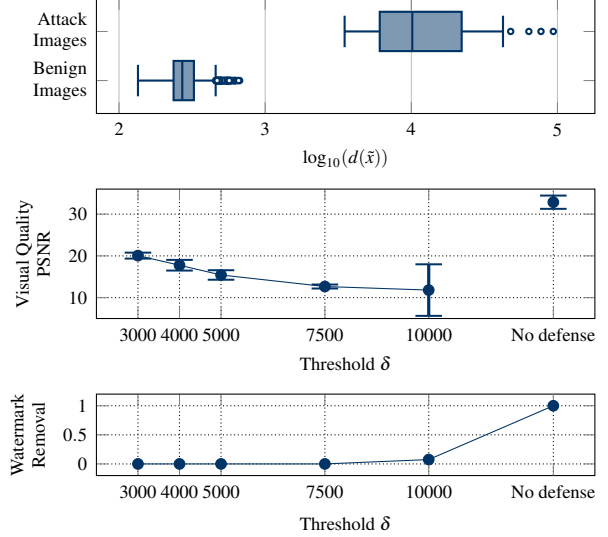 Attack
Images
Benign
Images
2 3 4 5
log₁₀(d(x̃))
Visual Quality
PSNR
30
20
10
3000 4000 5000 7500 10000 No defense
Threshold δ
Watermark
Removal
1
0.5
0
3000 4000 5000 7500 10000 No defense
Threshold δ